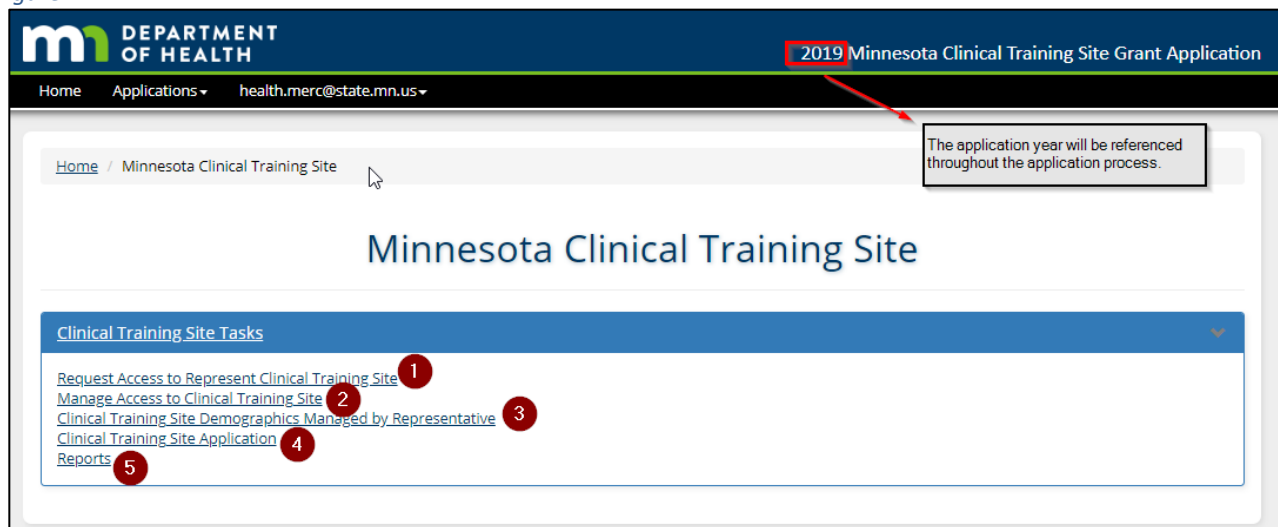 DEPARTMENT
OF HEALTH
2019 Minnesota Clinical Training Site Grant Application
Home Applications health.merc@state.mn.us
The application year will be referenced
throughout the application process.
Home / Minnesota Clinical Training Site
Minnesota Clinical Training Site
Clinical Training Site Tasks
Request Access to Represent Clinical Training Site 1
Manage Access to Clinical Training Site 2
Clinical Training Site Demographics Managed by Representative 3
Clinical Training Site Application 4
Reports 5